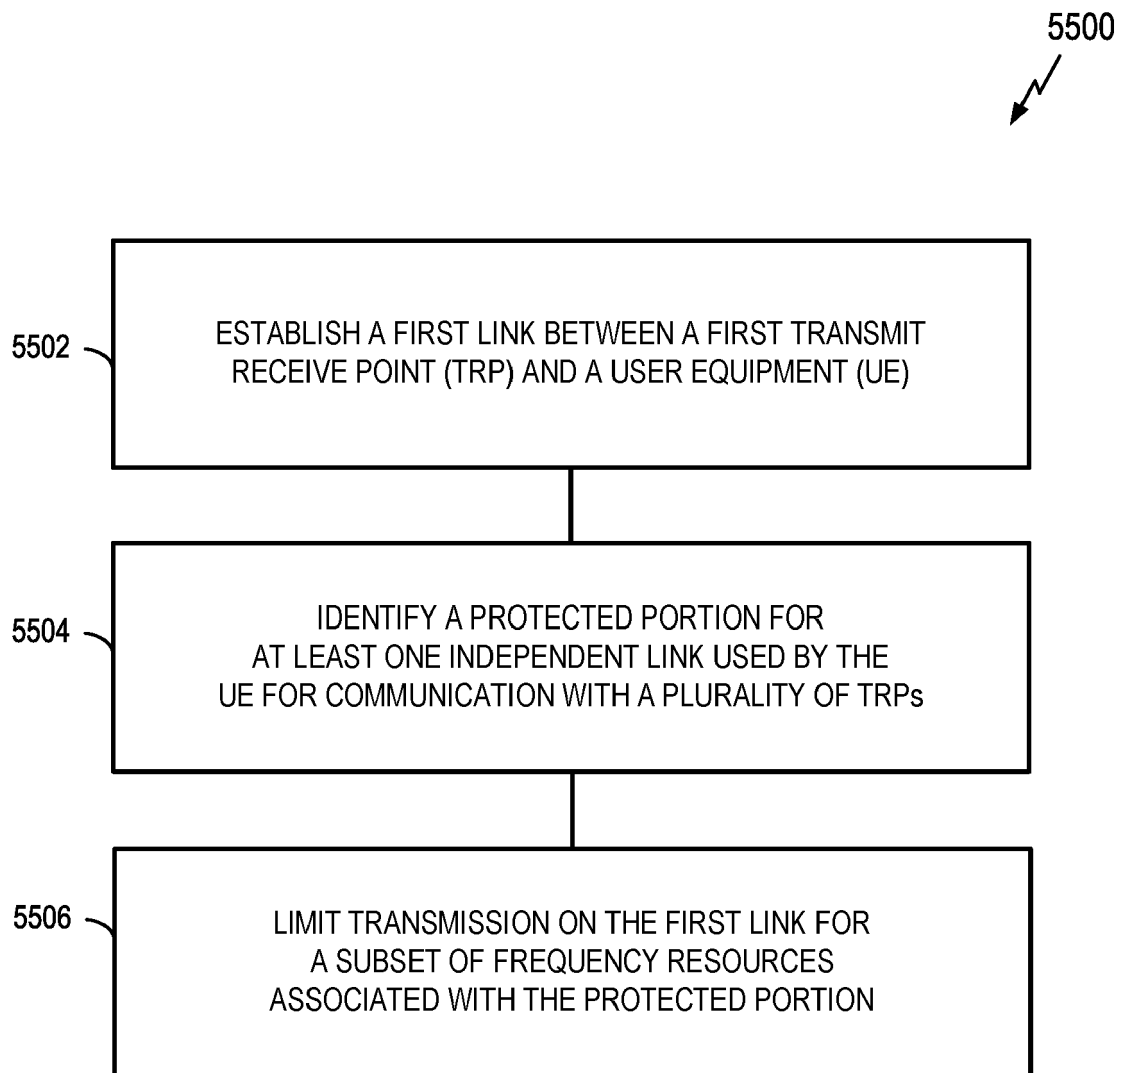 5500
5502
ESTABLISH A FIRST LINK BETWEEN A FIRST TRANSMIT
RECEIVE POINT (TRP) AND A USER EQUIPMENT (UE)
5504
IDENTIFY A PROTECTED PORTION FOR
AT LEAST ONE INDEPENDENT LINK USED BY THE
UE FOR COMMUNICATION WITH A PLURALITY OF TRPs
5506
LIMIT TRANSMISSION ON THE FIRST LINK FOR
A SUBSET OF FREQUENCY RESOURCES
ASSOCIATED WITH THE PROTECTED PORTION